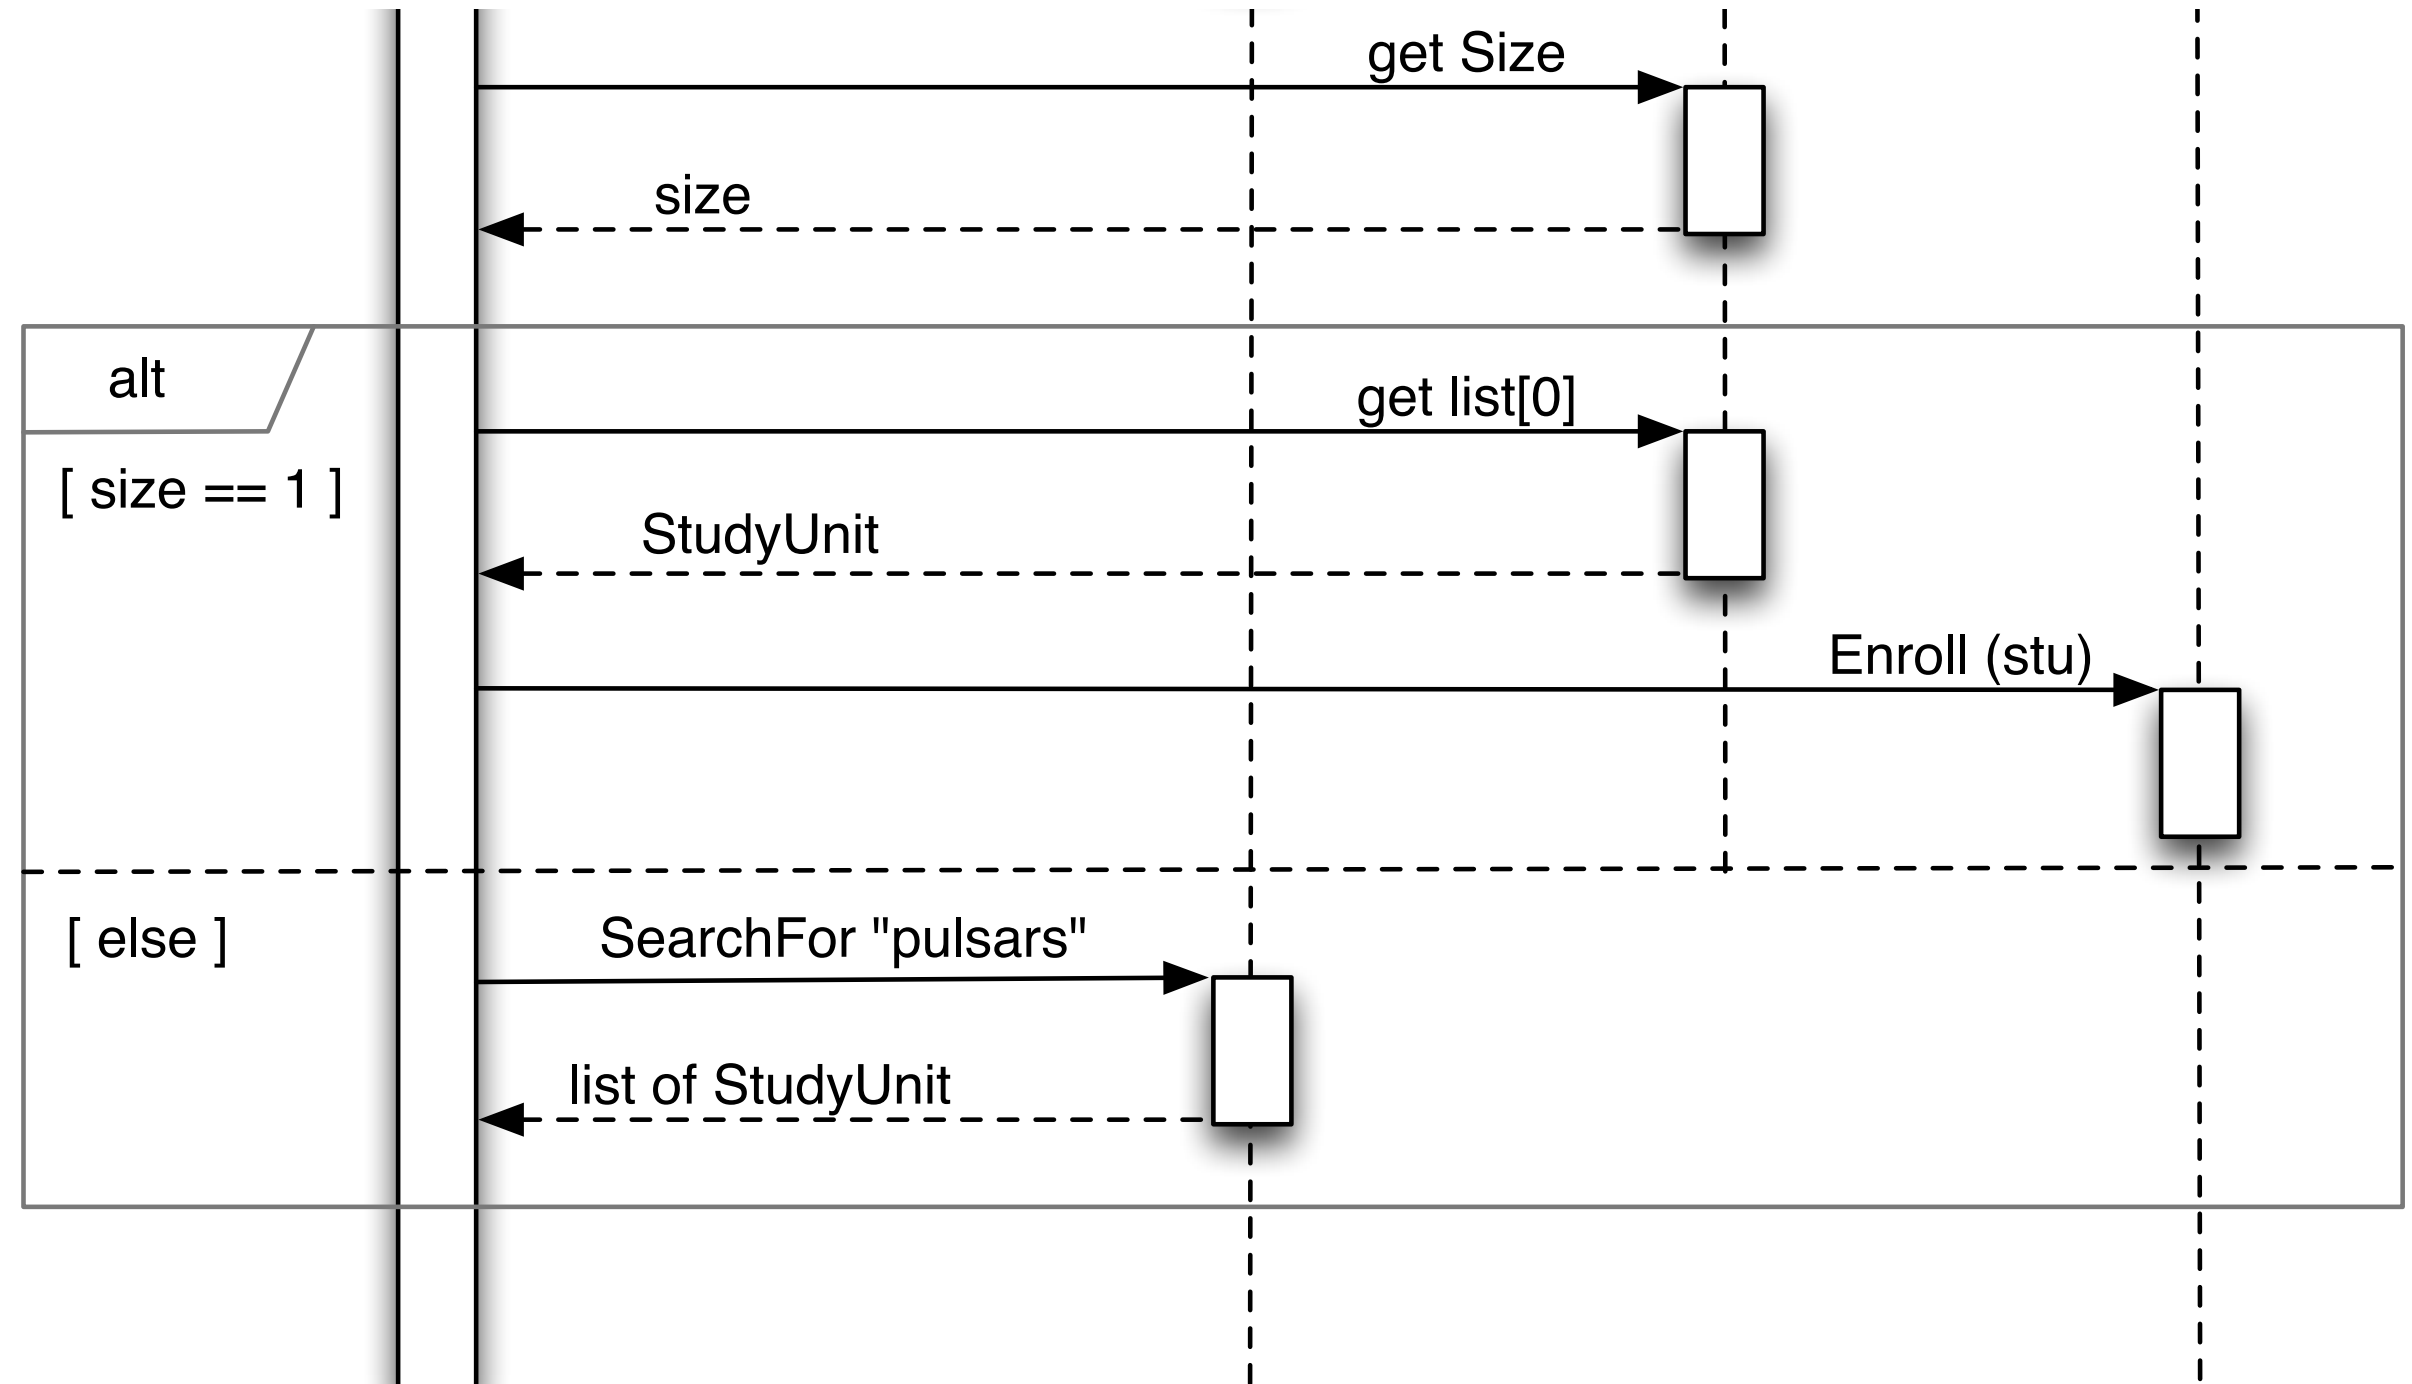 get Size
size
alt
get list[0]
[ size == 1 ]
StudyUnit
Enroll (stu)
[ else ]
SearchFor "pulsars"
list of StudyUnit